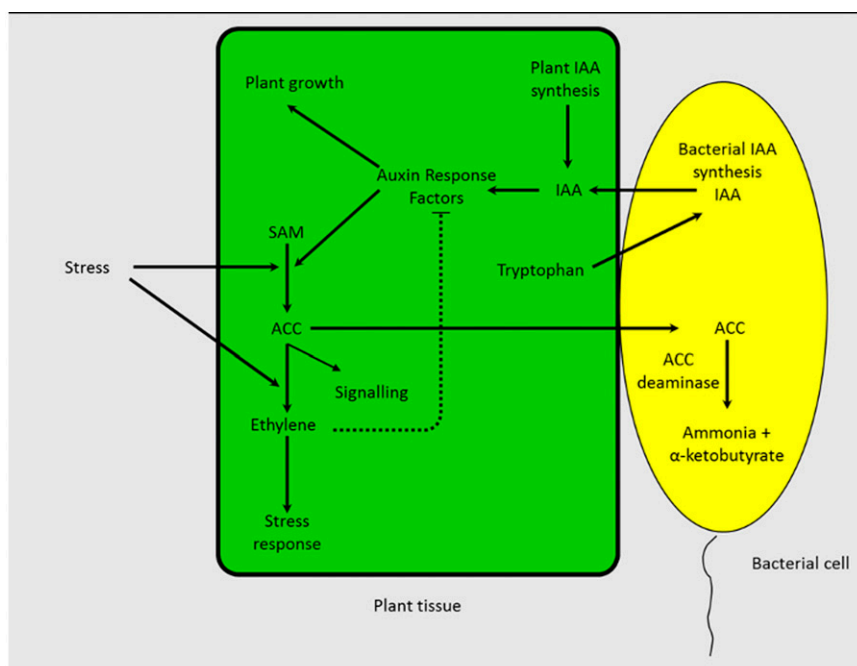 Plant growth
Plant IAA
synthesis
Auxin Response
Factors
IAA
Bacterial IAA
synthesis
IAA
SAM
Stress
Tryptophan
ACC
ACC
Signalling
ACC
deaminase
Ethylene
Ammonia +
α-ketobutyrate
Stress
response
Bacterial cell
Plant tissue